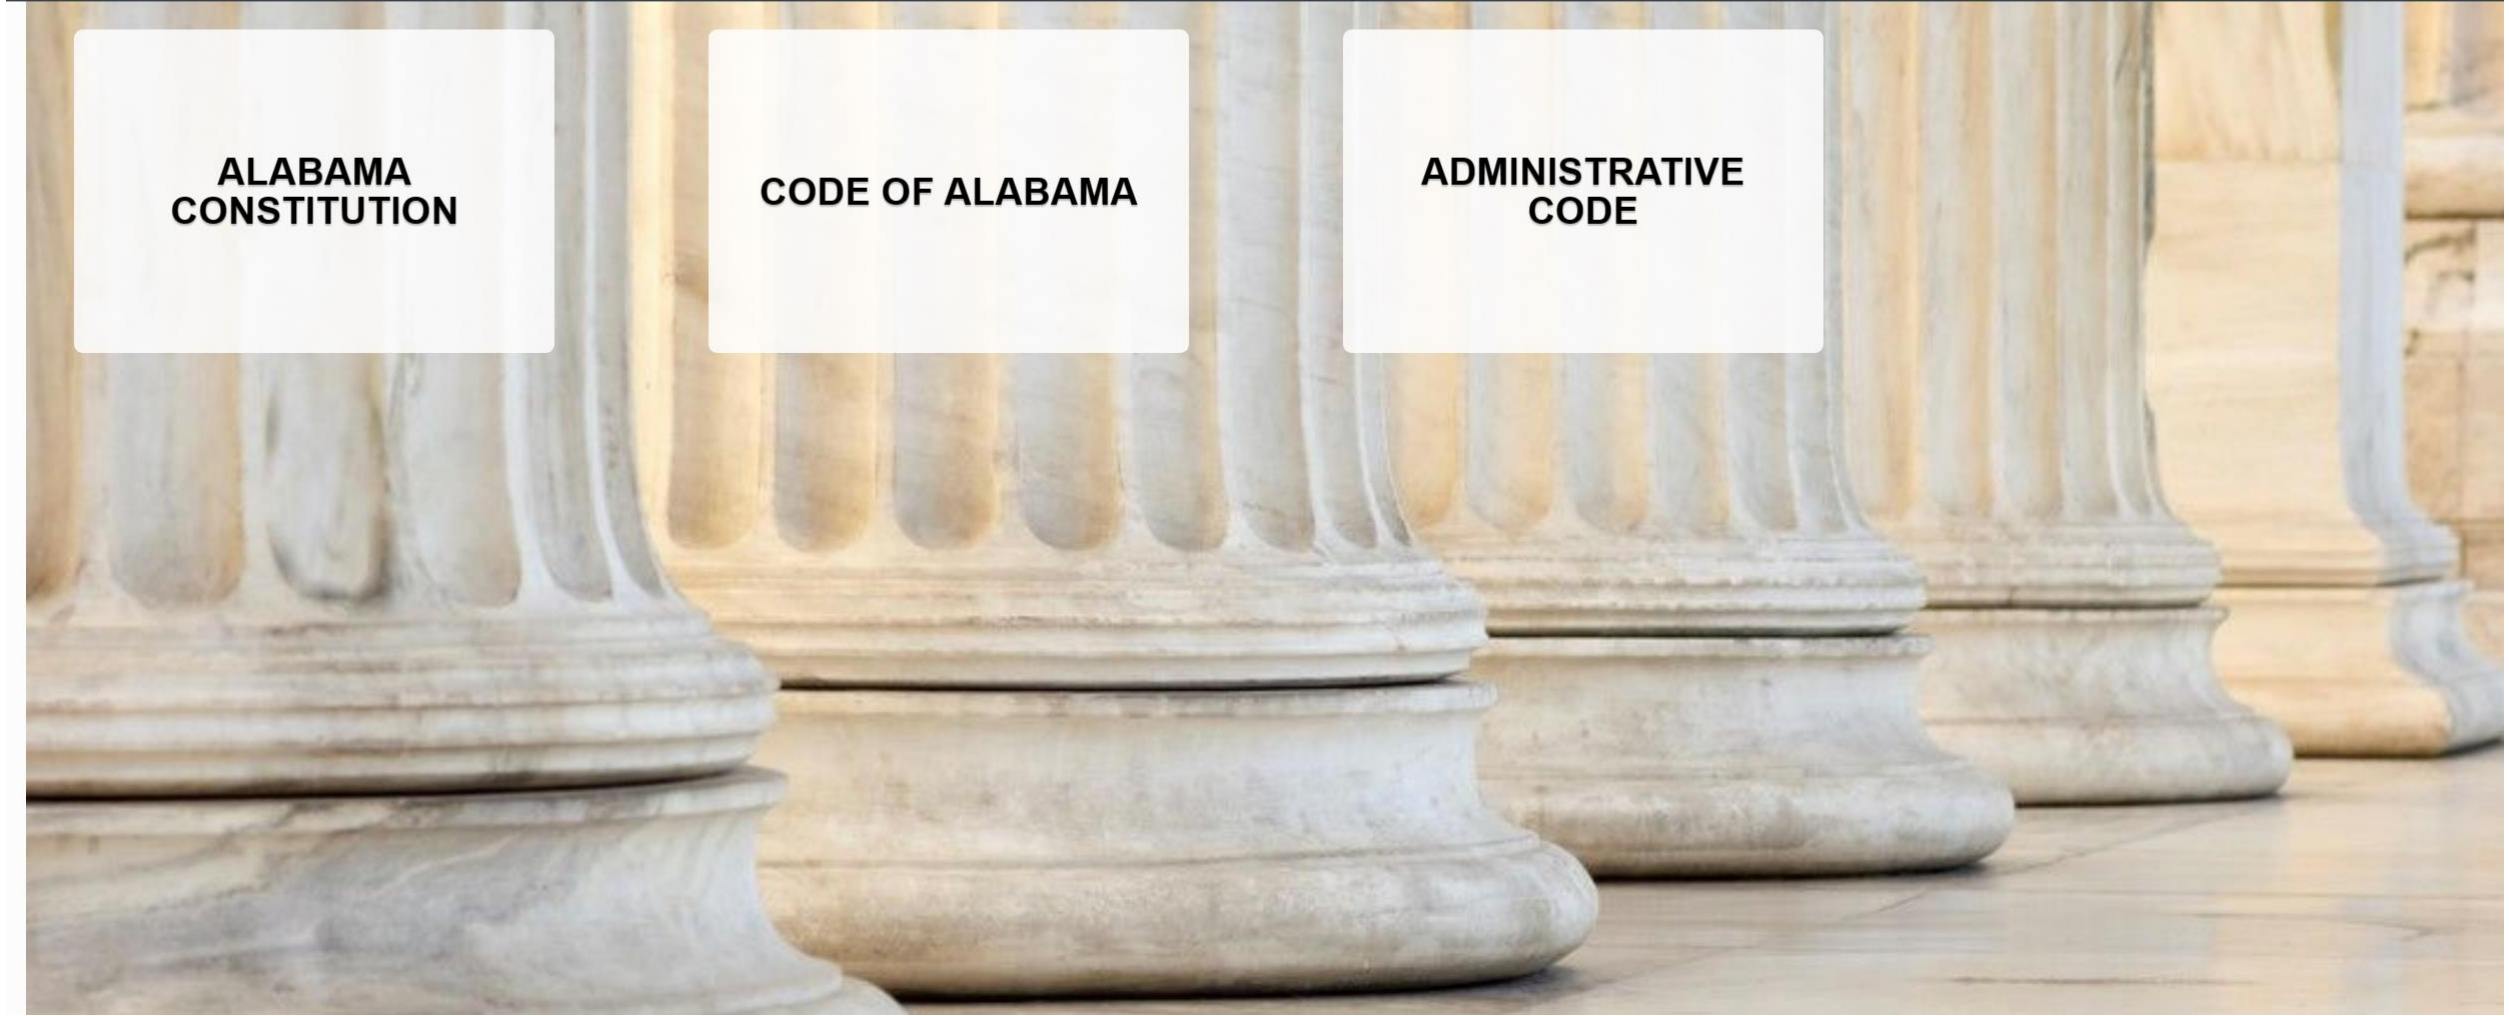 ALABAMA
CONSTITUTION
CODE OF ALABAMA
ADMINISTRATIVE
CODE